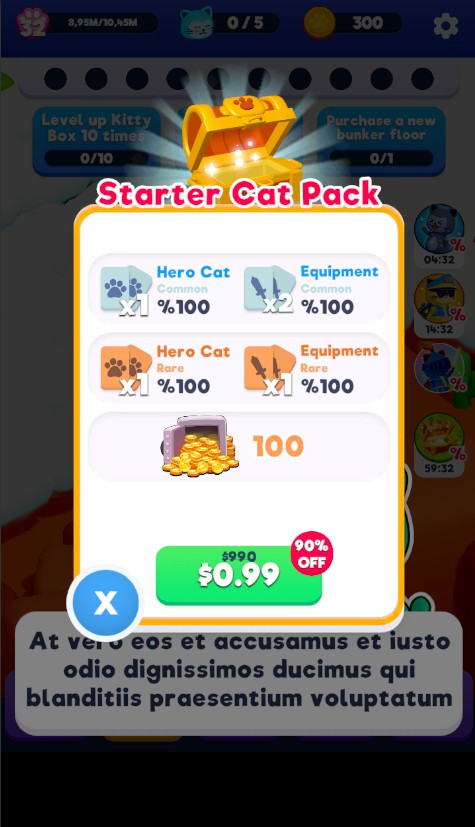 32
8,95M/10,45M
0 / 5
300
Level up Kitty
Box 10 times
0/10
Purchase a new
bunker floor
0/1
Starter Cat Pack
Hero Cat
Common
x1
%100
Equipment
Common
x2
%100
Hero Cat
Rare
x1
%100
Equipment
Rare
x1
%100
100
$990
$0.99
90%
OFF
X
%
04:32
%
14:32
%
%
59:32
At vero eos et accusamus et iusto
odio dignissimos ducimus qui
blanditiis praesentium voluptatum